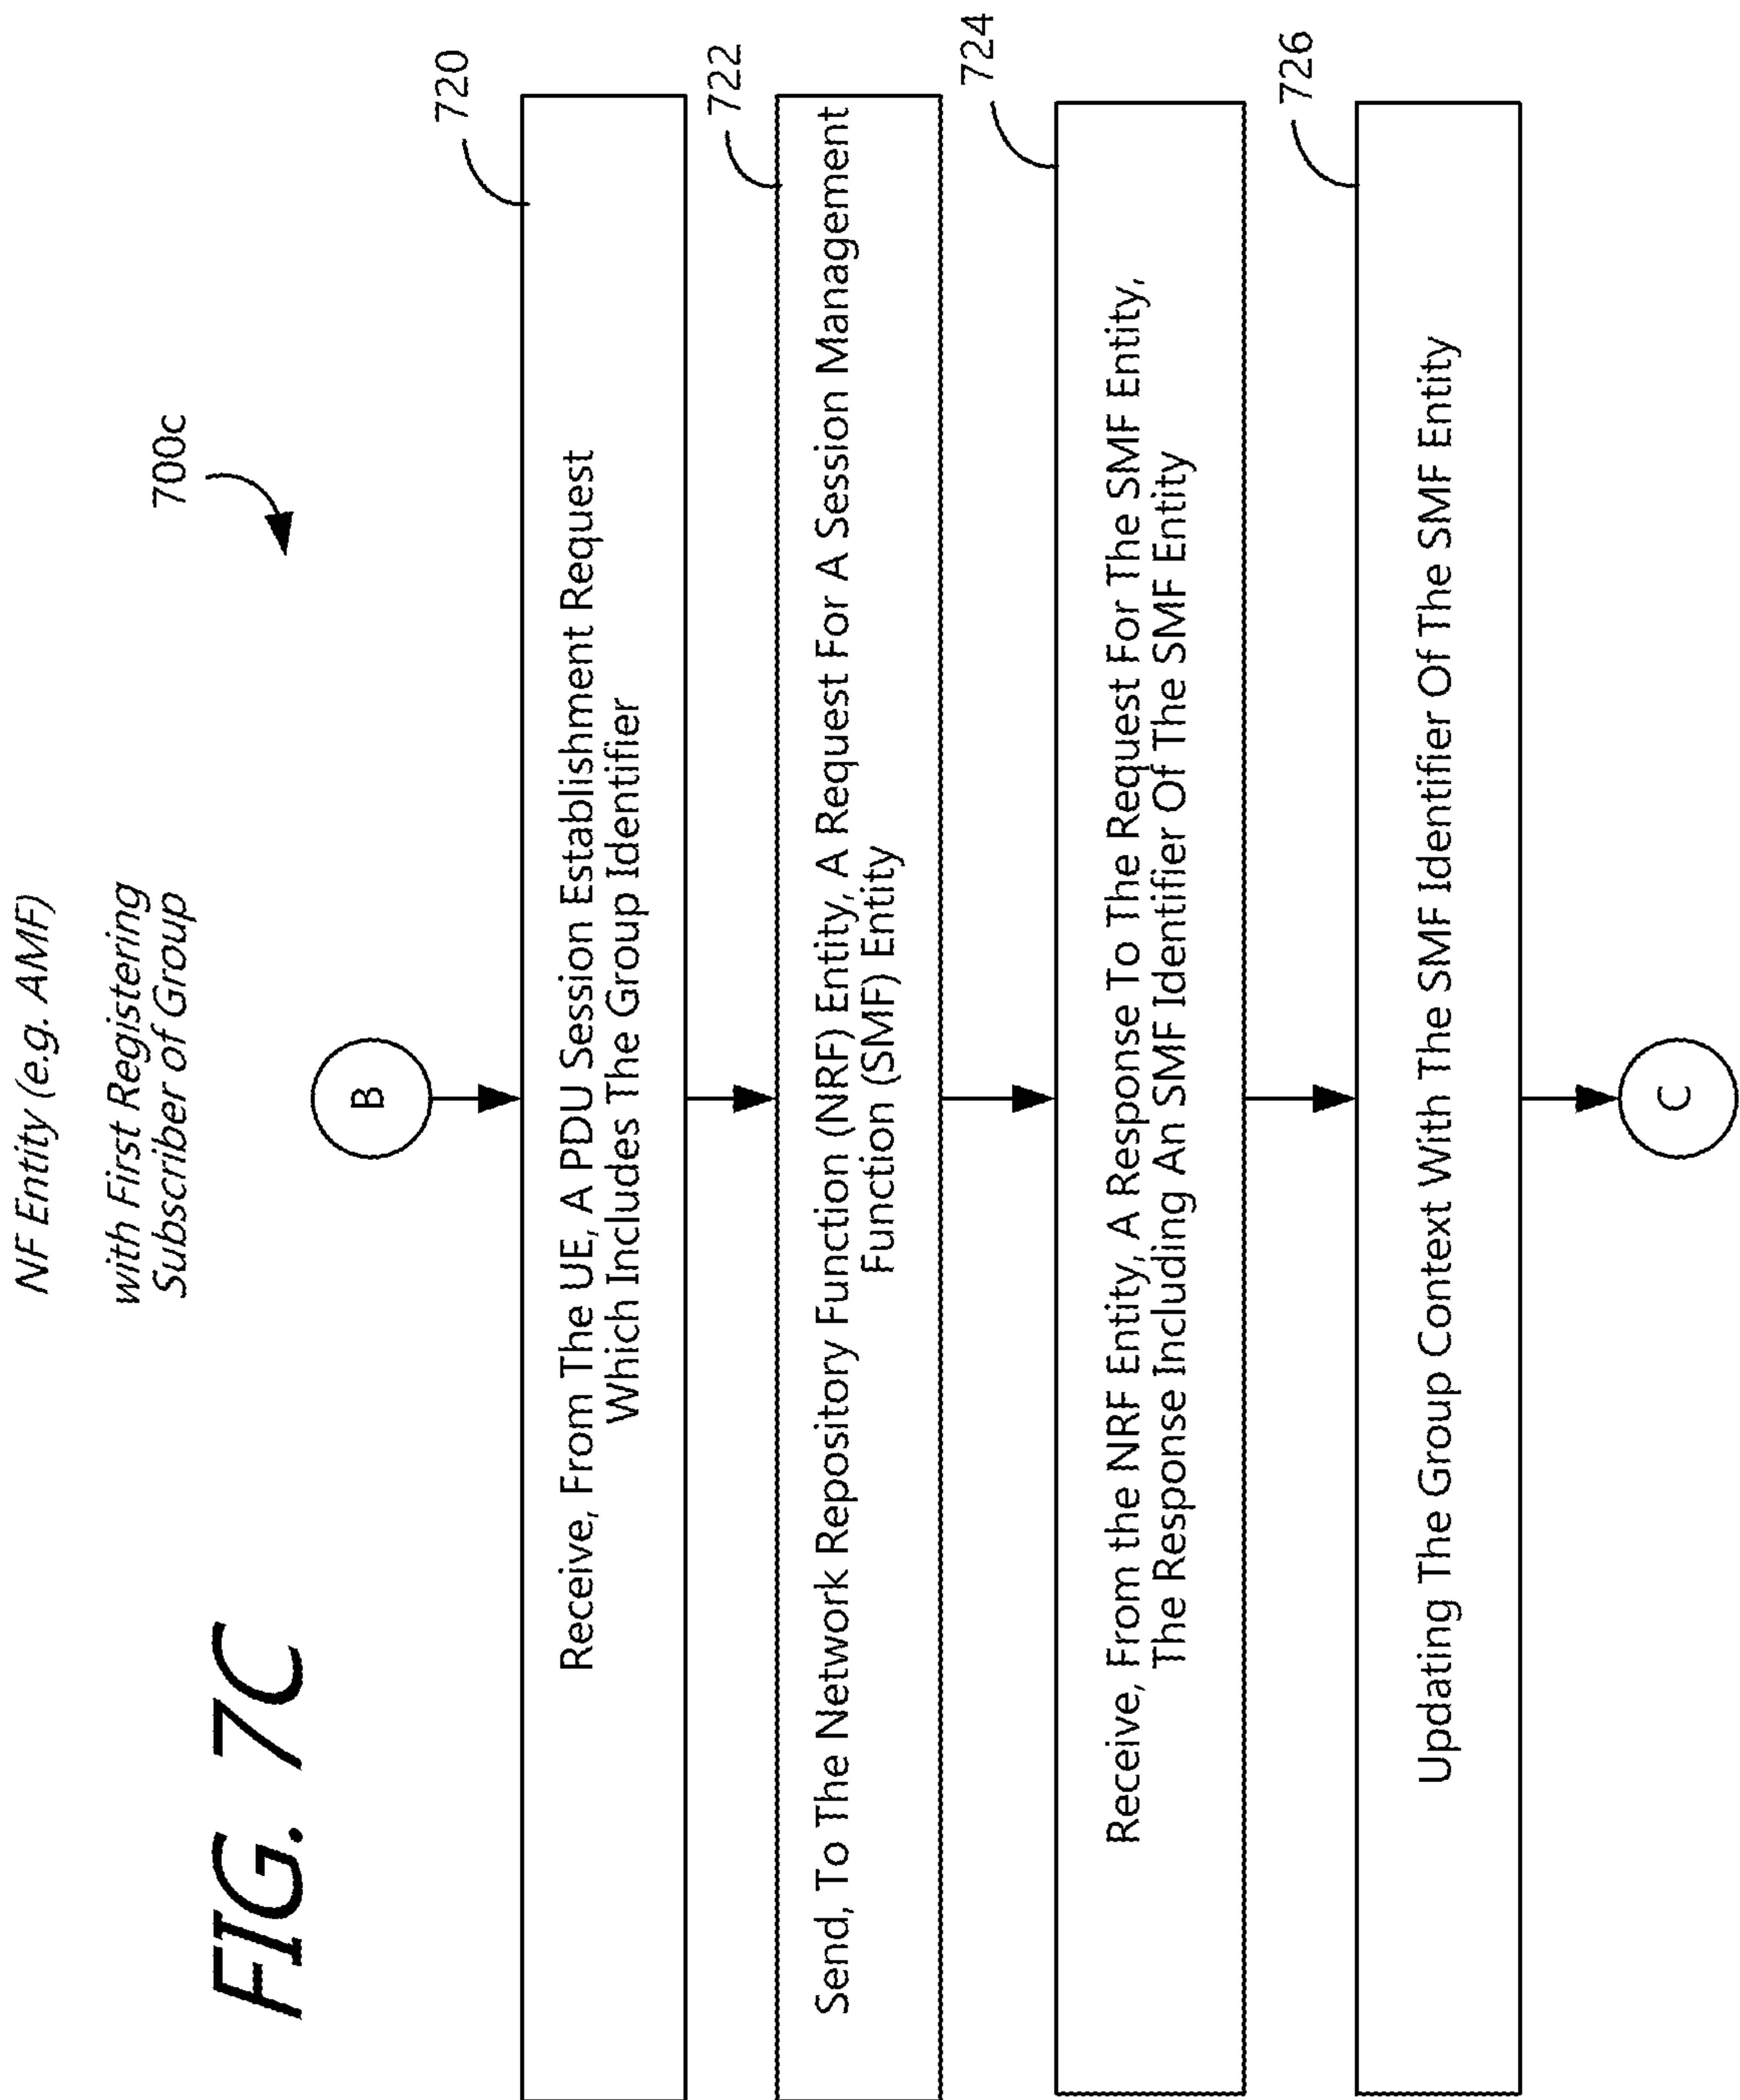 NF Entity (e.g. AMF)
with First Registering
Subscriber of Group
FIG. 7C
700c
B
720
Receive, From The UE, A PDU Session Establishment Request
Which Includes The Group Identifier
722
Send, To The Network Repository Function (NRF) Entity, A Request For A Session Management
Function (SMF) Entity
724
Receive, From the NRF Entity, A Response To The Request For The SMF Entity,
The Response Including An SMF Identifier Of The SMF Entity
726
Updating The Group Context With The SMF Identifier Of The SMF Entity
C